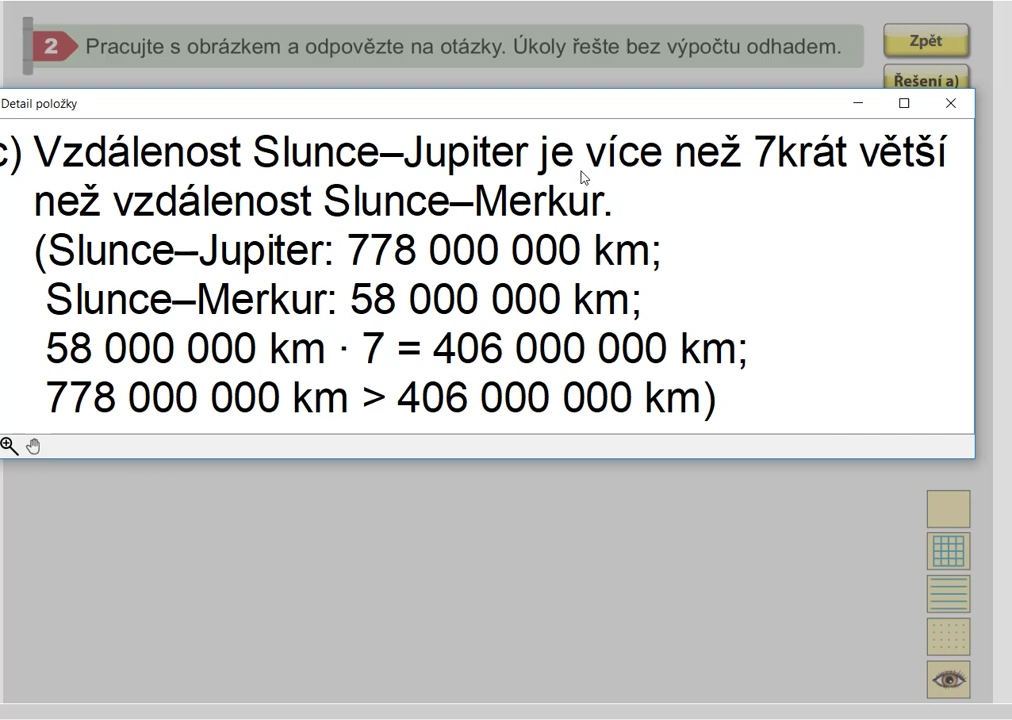 2 Pracujte s obrázkem a odpovězte na otázky. Úkoly řešte bez výpočtu odhadem.
Zpět
Řešení a)
Detail položky
c) Vzdálenost Slunce–Jupiter je více než 7krát větší
než vzdálenost Slunce–Merkur.
(Slunce–Jupiter: 778 000 000 km;
Slunce–Merkur: 58 000 000 km;
58 000 000 km · 7 = 406 000 000 km;
778 000 000 km > 406 000 000 km)